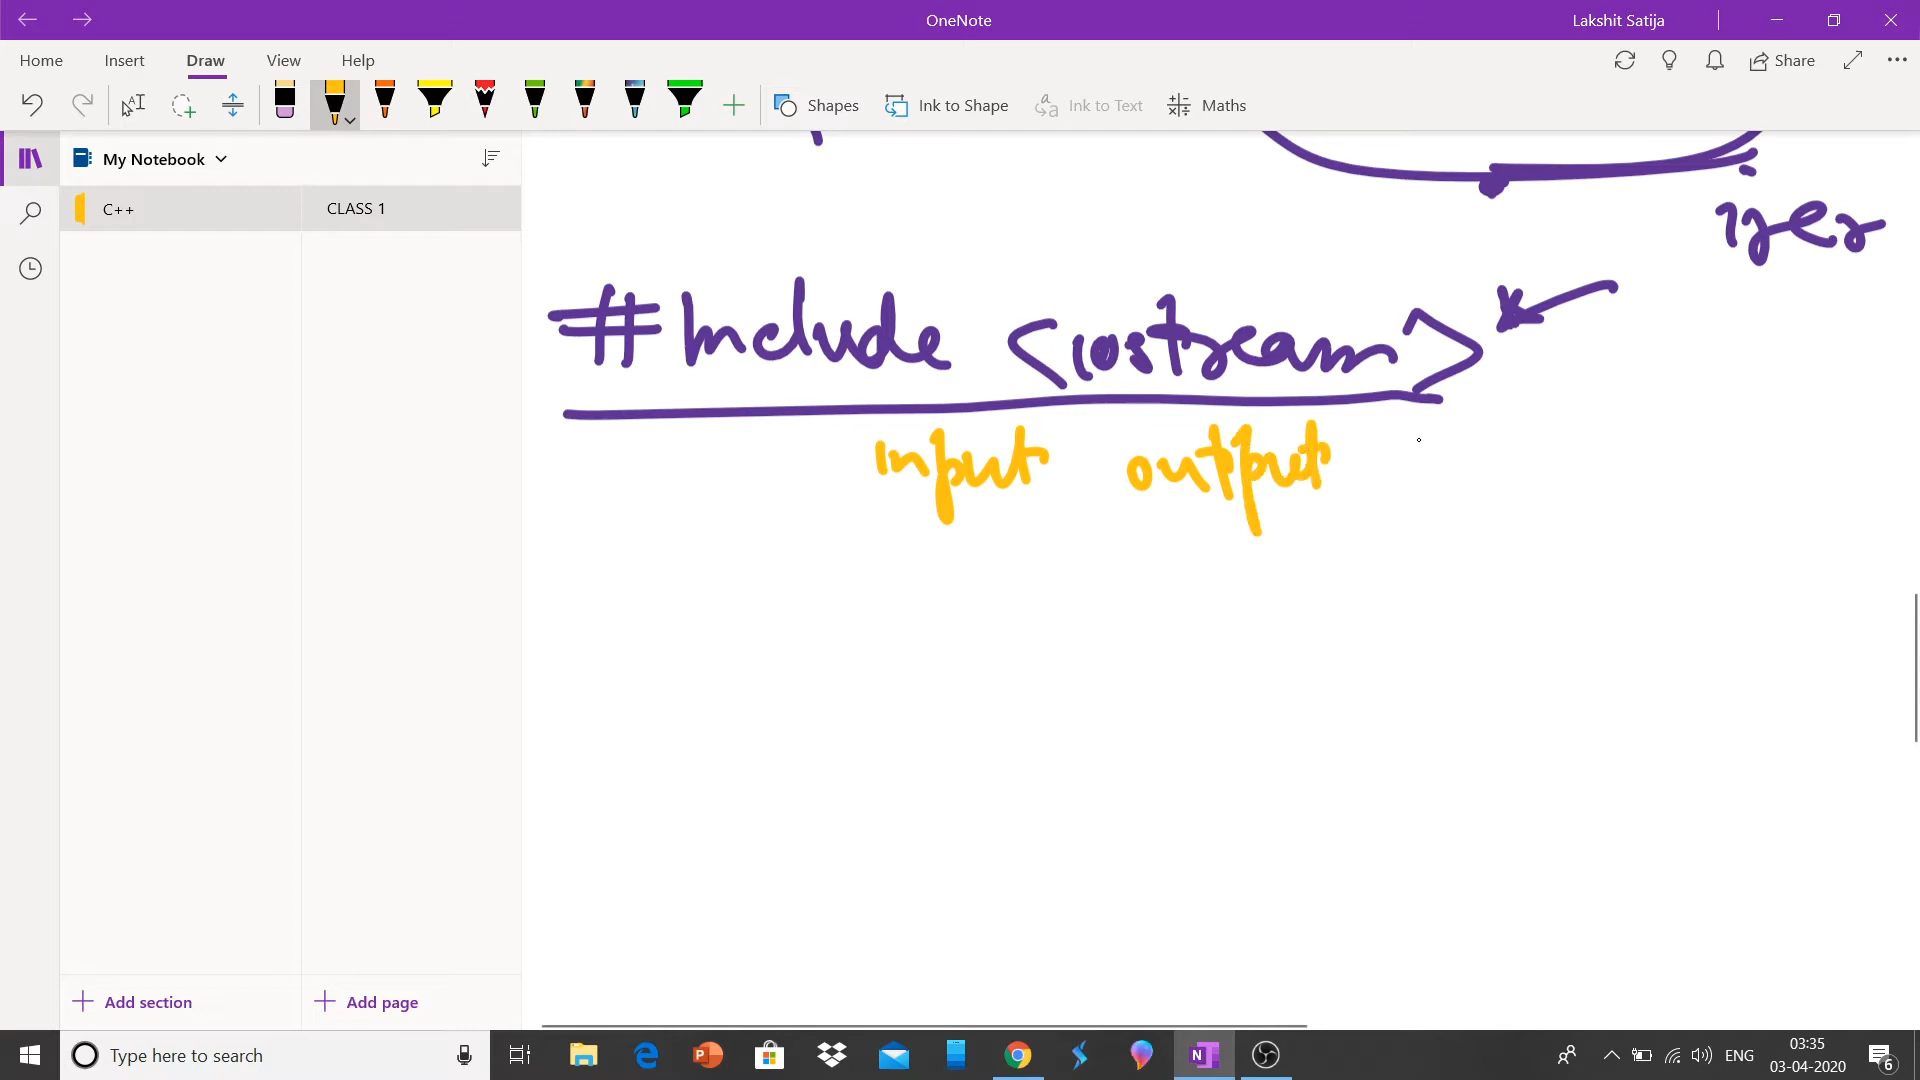 OneNote
Lakshit Satija
Home Insert Draw View Help
Share
Shapes Ink to Shape Ink to Text Maths
My Notebook
C++ CLASS 1
#Include <iostream>
input output
Add section Add page
Type here to search
ENG
03:35
03-04-2020
6